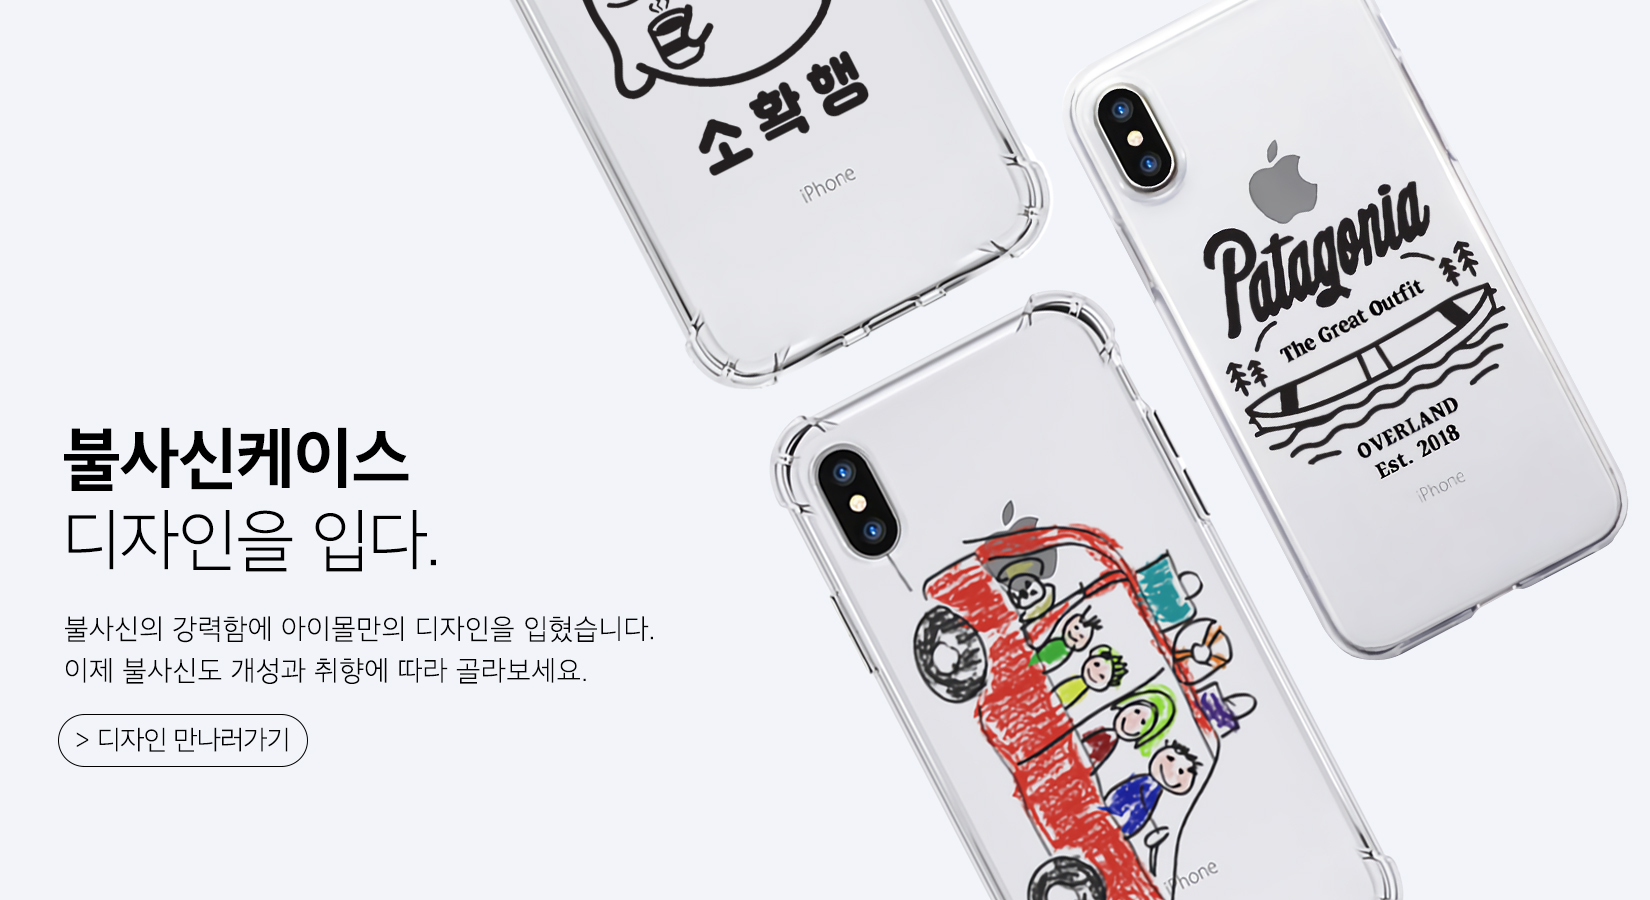 소확행
iPhone
Patagonia
The Great Outfit
OVERLAND
Est. 2018
iPhone
불사신케이스
디자인을 입다.
불사신의 강력함에 아이몰만의 디자인을 입혔습니다.
이제 불사신도 개성과 취향에 따라 골라보세요.
> 디자인 만나러가기
iPhone